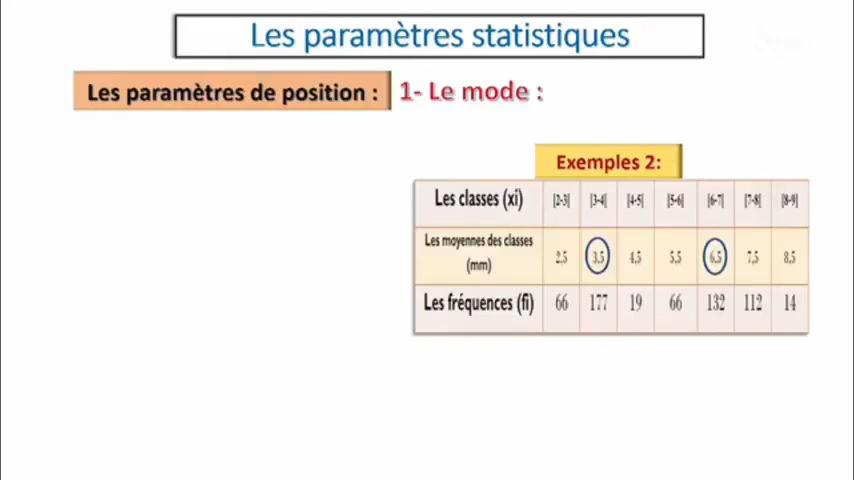 Les paramètres statistiques
Les paramètres de position : 1- Le mode :
Exemples 2:
Les classes (xi) [2-3[ [3-4[ [4-5[ [5-6[ [6-7[ [7-8[ [8-9[
Les moyennes des classes (mm) 2,5 3,5 4,5 5,5 6,5 7,5 8,5
Les fréquences (fi) 66 177 19 66 132 112 14